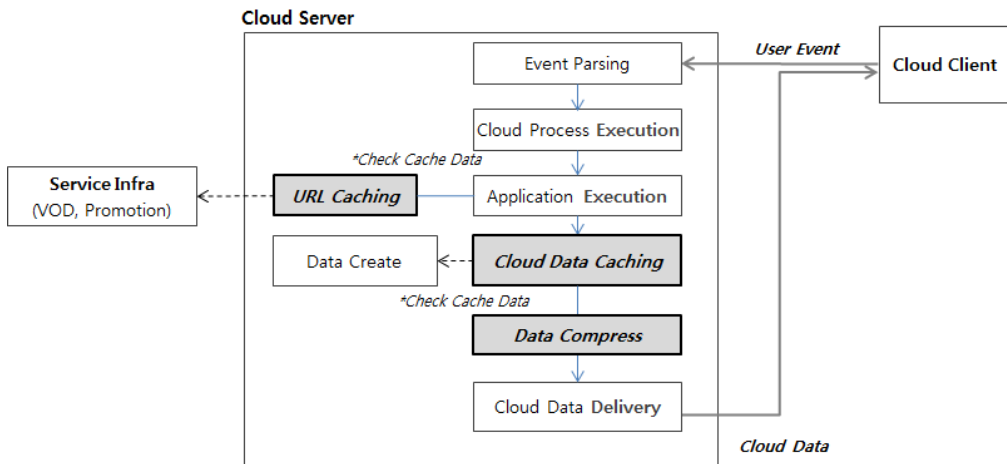 Cloud Server
User Event
Event Parsing
Cloud Client
Cloud Process Execution
*Check Cache Data
Service Infra
(VOD, Promotion)
URL Caching
Application Execution
Data Create
Cloud Data Caching
*Check Cache Data
Data Compress
Cloud Data Delivery
Cloud Data